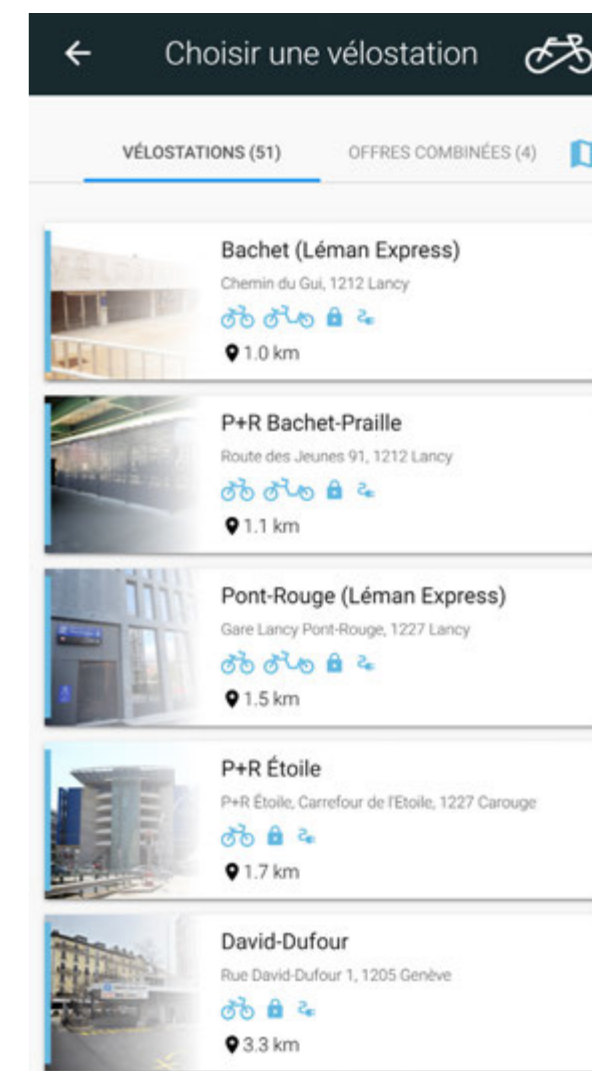 Choisir une vélostation
VÉLOSTATIONS (51)
OFFRES COMBINÉES (4)
Bachet (Léman Express)
Chemin du Gui, 1212 Lancy
1.0 km
P+R Bachet-Praille
Route des Jeunes 91, 1212 Lancy
1.1 km
Pont-Rouge (Léman Express)
Gare Lancy Pont-Rouge, 1227 Lancy
1.5 km
P+R Étoile
P+R Étoile, Carrefour de l'Etoile, 1227 Carouge
1.7 km
David-Dufour
Rue David-Dufour 1, 1205 Genève
3.3 km